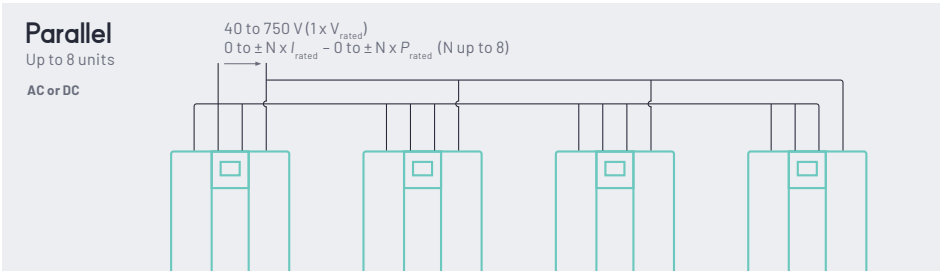 Parallel
Up to 8 units
AC or DC
40 to 750 V (1 x Vrated)
0 to ± N x Irated – 0 to ± N x Prated (N up to 8)